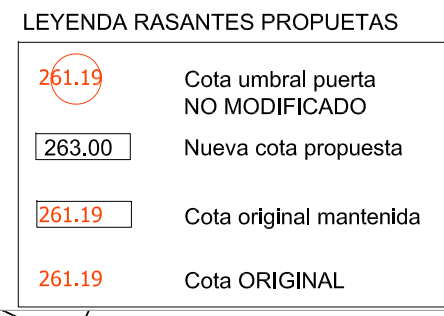 LEYENDA RASANTES PROPUETAS
261.19 Cota umbral puerta
NO MODIFICADO
263.00 Nueva cota propuesta
261.19 Cota original mantenida
261.19 Cota ORIGINAL